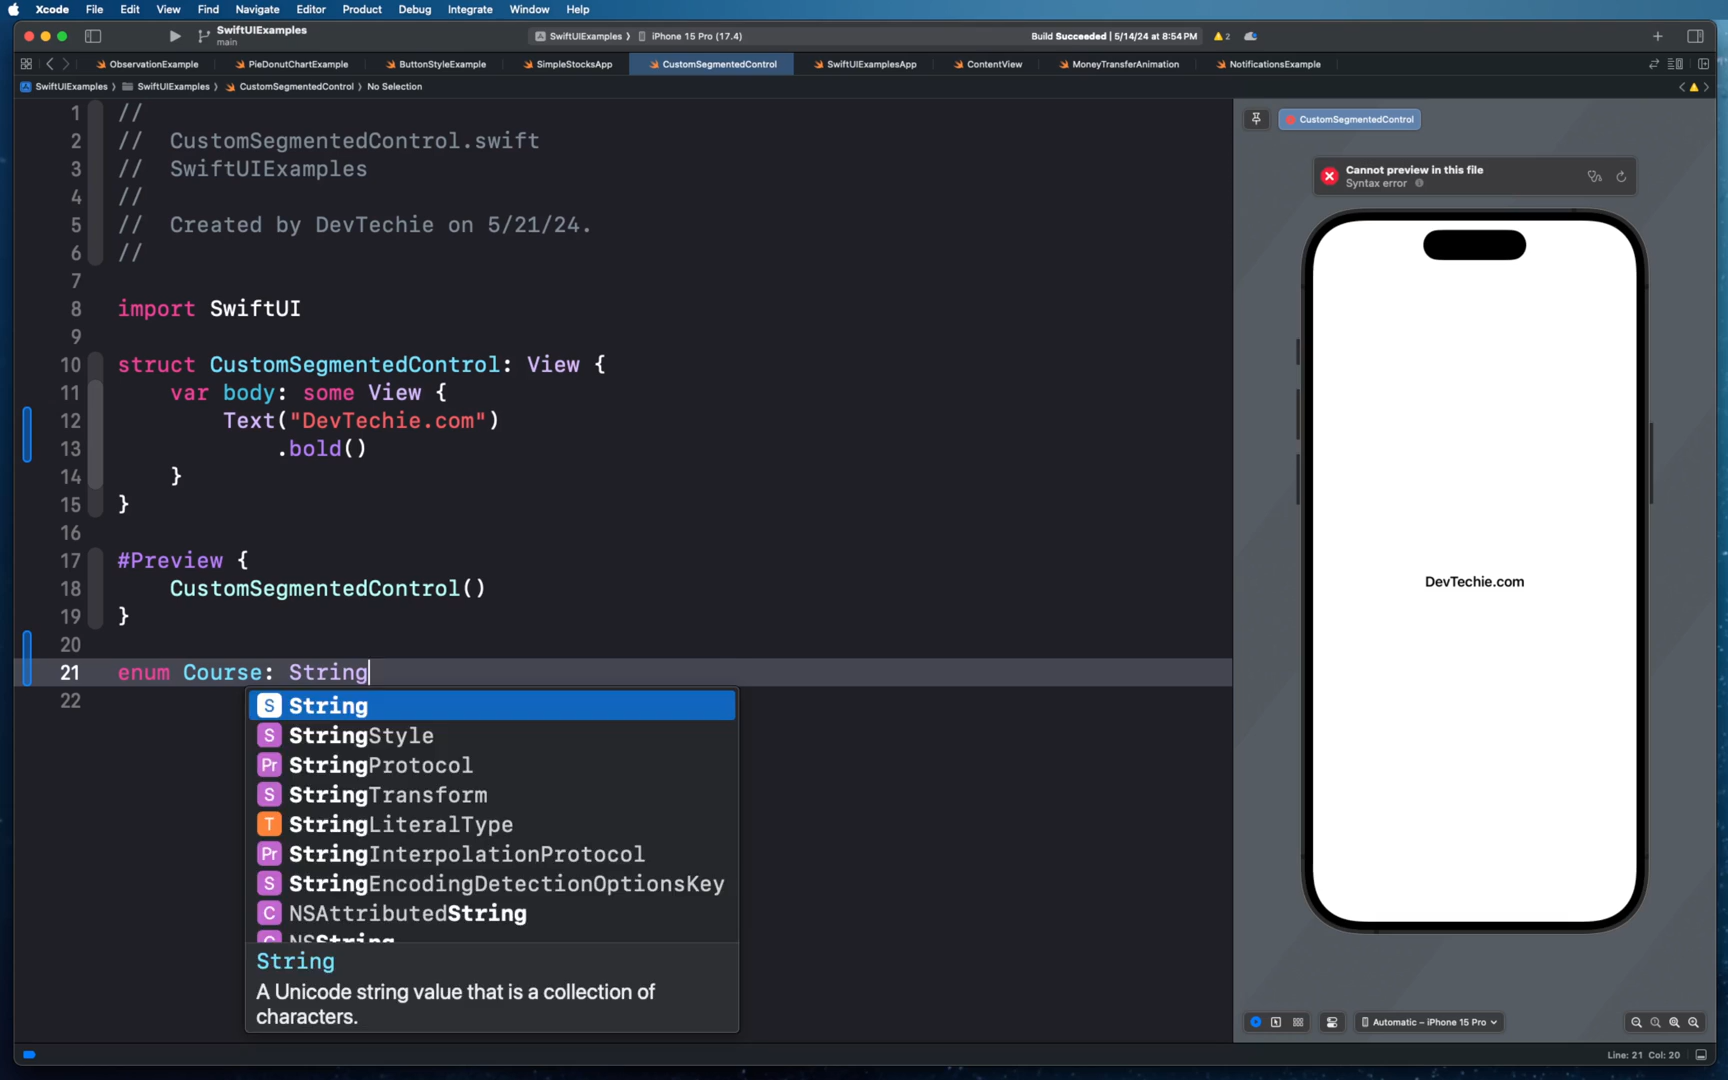 Xcode File Edit View Find Navigate Editor Product Debug Integrate Window Help
SwiftUIExamples
main
SwiftUIExamples › iPhone 15 Pro (17.4)
Build Succeeded | 5/14/24 at 8:54 PM
2
ObservationExample PieDonutChartExample ButtonStyleExample SimpleStocksApp CustomSegmentedControl SwiftUIExamplesApp ContentView MoneyTransferAnimation NotificationsExample
SwiftUIExamples › SwiftUIExamples › CustomSegmentedControl › No Selection
1 //
2 // CustomSegmentedControl.swift
3 // SwiftUIExamples
4 //
5 // Created by DevTechie on 5/21/24.
6 //
7
8 import SwiftUI
9
10 struct CustomSegmentedControl: View {
11 var body: some View {
12 Text("DevTechie.com")
13 .bold()
14 }
15 }
16
17 #Preview {
18 CustomSegmentedControl()
19 }
20
21 enum Course: String
22
S String
S StringStyle
Pr StringProtocol
S StringTransform
T StringLiteralType
Pr StringInterpolationProtocol
S StringEncodingDetectionOptionsKey
C NSAttributedString
C NSString
String
A Unicode string value that is a collection of
characters.
CustomSegmentedControl
Cannot preview in this file
Syntax error
DevTechie.com
Automatic – iPhone 15 Pro
Line: 21 Col: 20